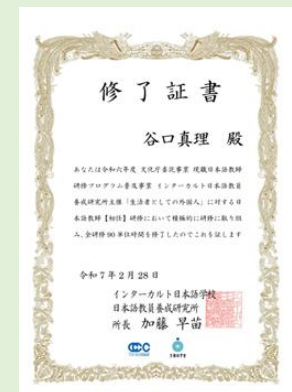 修了証書
谷口真理 殿
あなたは令和六年度 文化庁委託事業 現職日本語教師
研修プログラム普及事業 インターカルト日本語教員
養成研究所主催「生活者としての外国人」に対する日
本語教師【初任】研修において積極的に研修に取り組
み、全研修90単位時間を修了したのでこれを証します
令和7年2月28日
インターカルト日本語学校
日本語教員養成研究所
所長 加藤 早苗